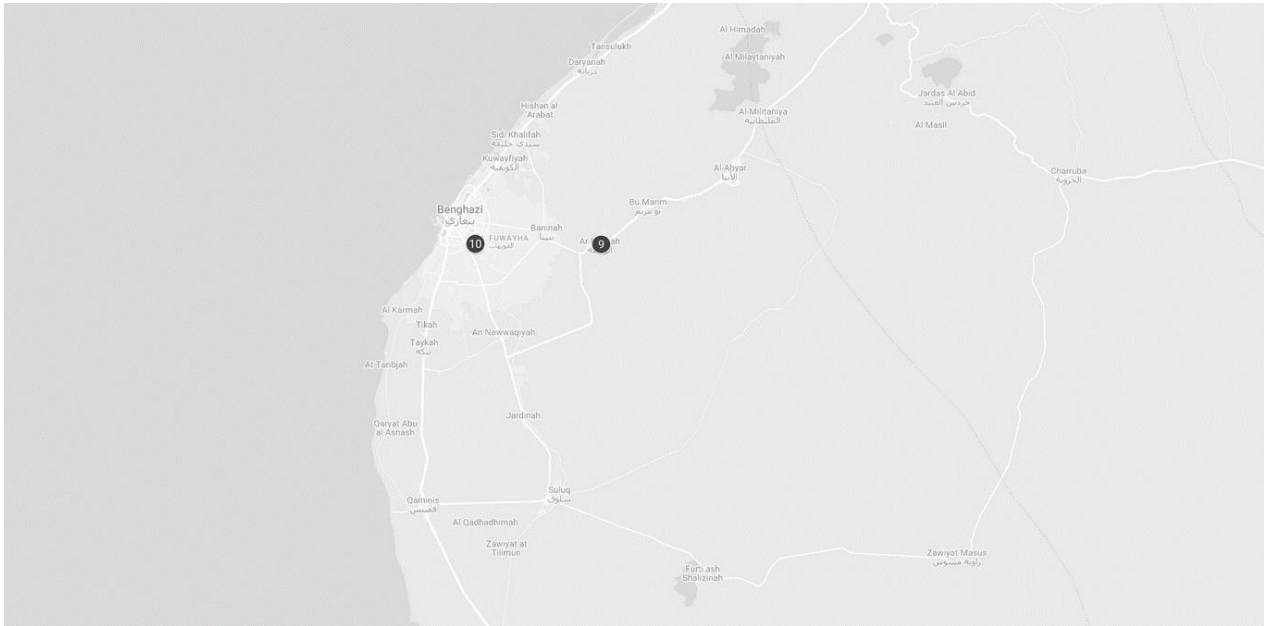 Al Himadah
Tansulukh
Al Milaytaniyah
Daryanah
دريانة
Jardas Al Abid
جردس العبيد
Hishan al
'Arabat
Al-Militaniya
المليطانية
Al Masil
Sidi Khalifah
سيدي خليفة
Kuwayfiyah
الكويفية
Al Abyar
الأبيار
Charruba
الخروبة
Bu Marim
بو مريم
Benghazi
بنغازي
Baninah
بنينا
10
FUWAYHA
الفويهات
9
Al Karmah
Tikah
An Nawwaqiyah
Taykah
تيكة
At Taribjah
Jardinah
Qaryat Abu
al Asnash
Suluq
سلوق
Qaminis
قمينس
Al Qadhadhimah
Zawiyat at
Tilimun
Zawiyat Masus
زاوية مسوس
Furti ash
Shalizinah